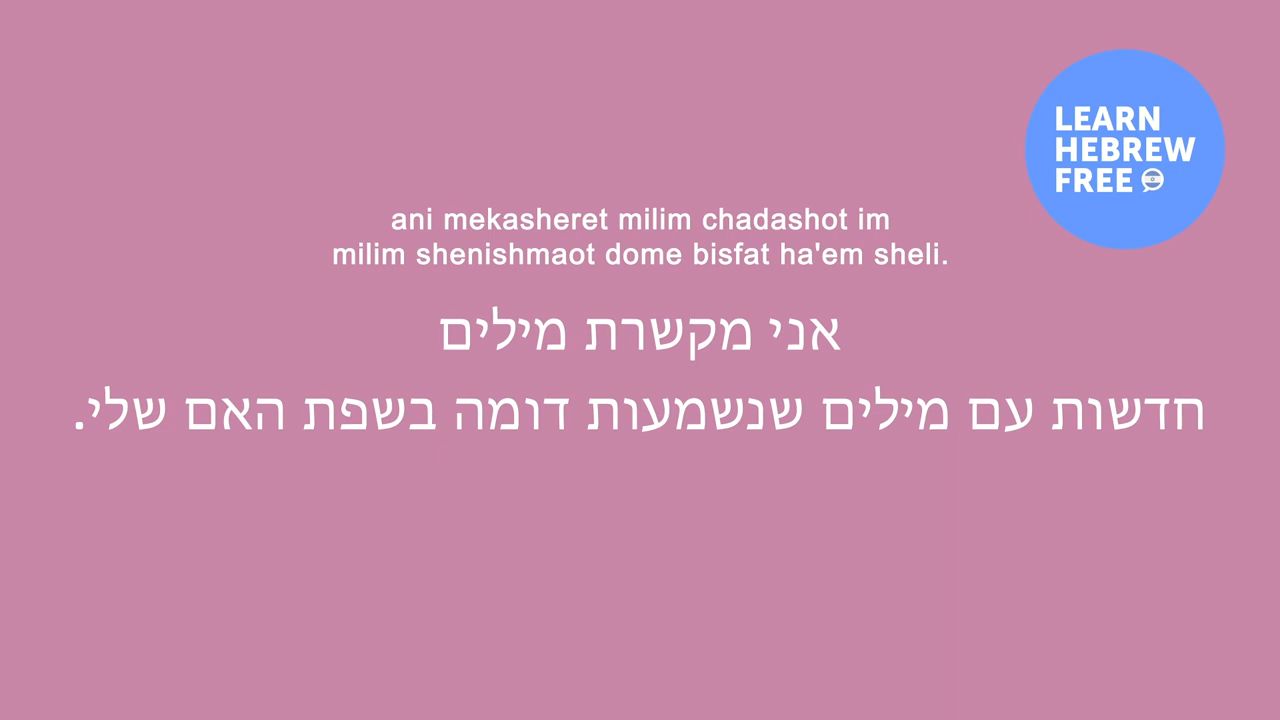 LEARN
HEBREW
FREE
ani mekasheret milim chadashot im
milim shenishmaot dome bisfat ha'em sheli.
אני מקשרת מילים
חדשות עם מילים שנשמעות דומה בשפת האם שלי.